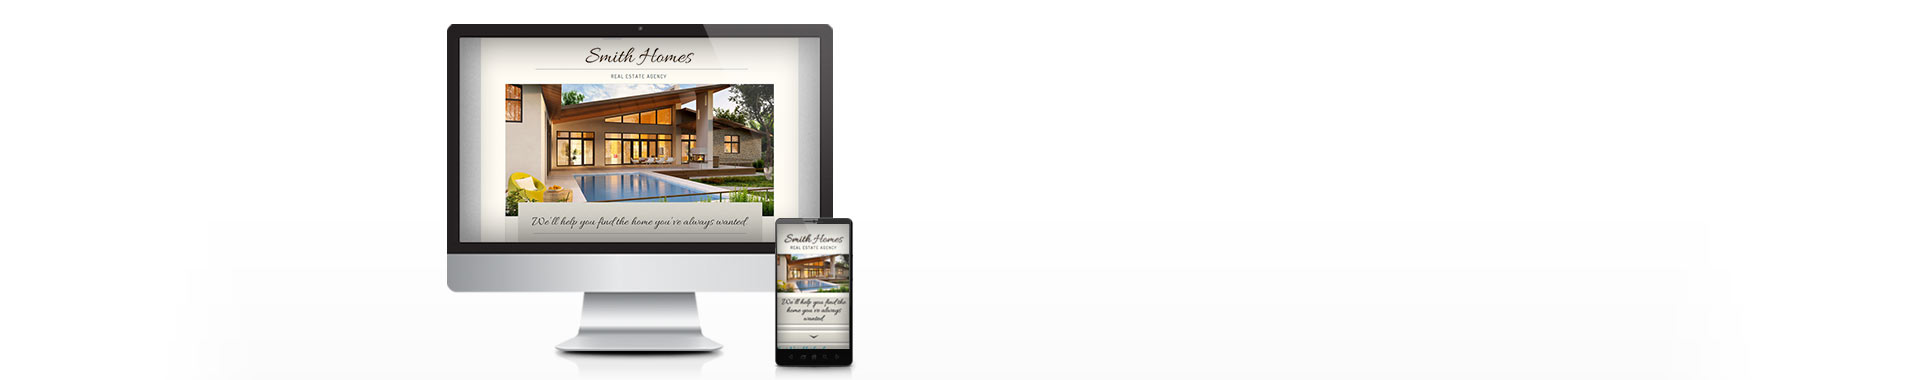 Smith Homes
REAL ESTATE AGENCY
We'll help you find the home you've always wanted.
Smith Homes
REAL ESTATE AGENCY
We'll help you find the
home you've always
wanted.